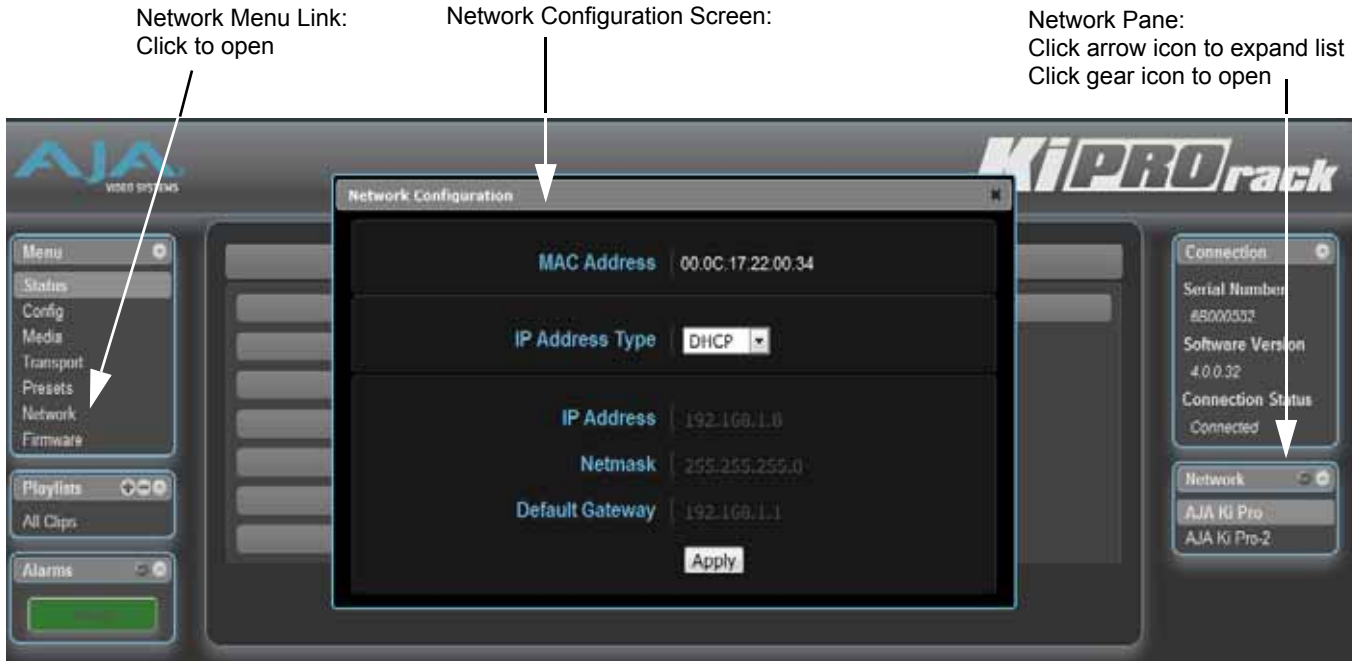 Network Menu Link:
Click to open
Network Configuration Screen:
Network Pane:
Click arrow icon to expand list
Click gear icon to open
AJA
VIDEO SYSTEMS
KiPROrack
Network Configuration
MAC Address 00.0C.17.22.00.34
IP Address Type DHCP
IP Address 192.168.1.8
Netmask 255.255.255.0
Default Gateway 192.168.1.1
Apply
Menu
Status
Config
Media
Transport
Presets
Network
Firmware
Playlists
All Clips
Alarms
Connection
Serial Number
Software Version
4.0.0.32
Connection Status
Connected
Network
AJA Ki Pro
AJA Ki Pro-2